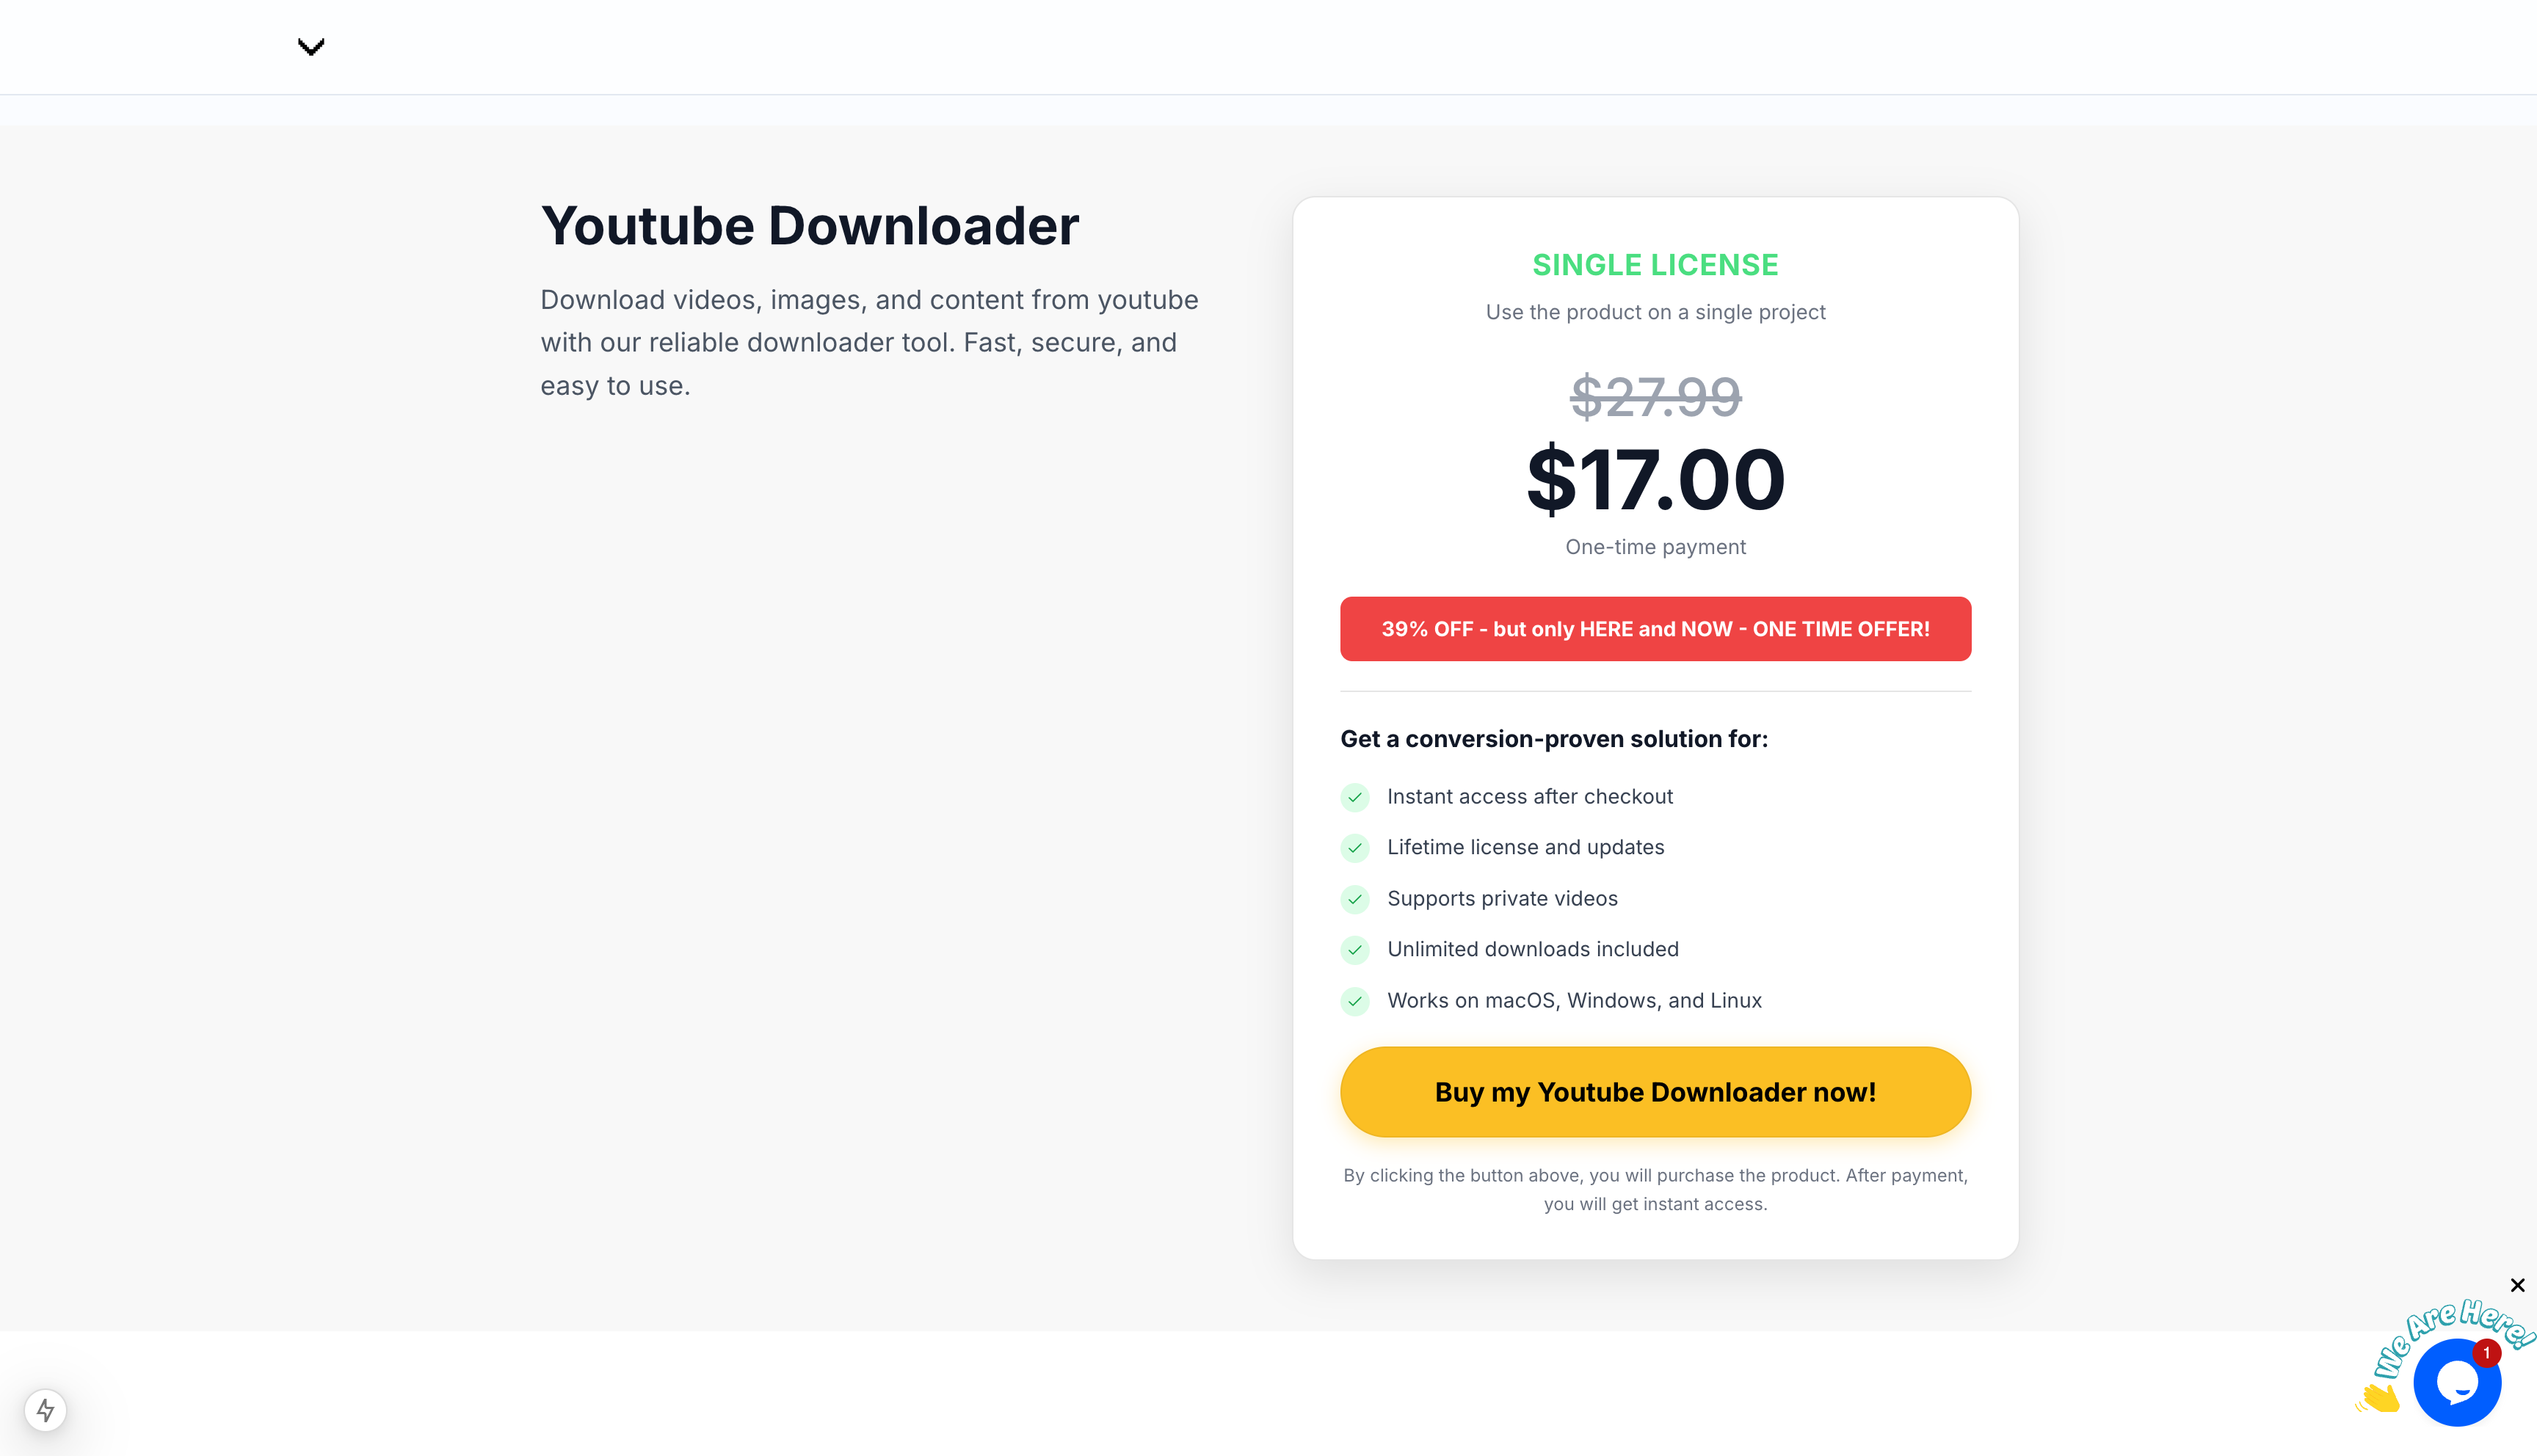 Youtube Downloader
Download videos, images, and content from youtube
with our reliable downloader tool. Fast, secure, and
easy to use.
SINGLE LICENSE
Use the product on a single project
$27.99
$17.00
One-time payment
39% OFF - but only HERE and NOW - ONE TIME OFFER!
Get a conversion-proven solution for:
Instant access after checkout
Lifetime license and updates
Supports private videos
Unlimited downloads included
Works on macOS, Windows, and Linux
Buy my Youtube Downloader now!
By clicking the button above, you will purchase the product. After payment,
you will get instant access.
We Are Here!
1